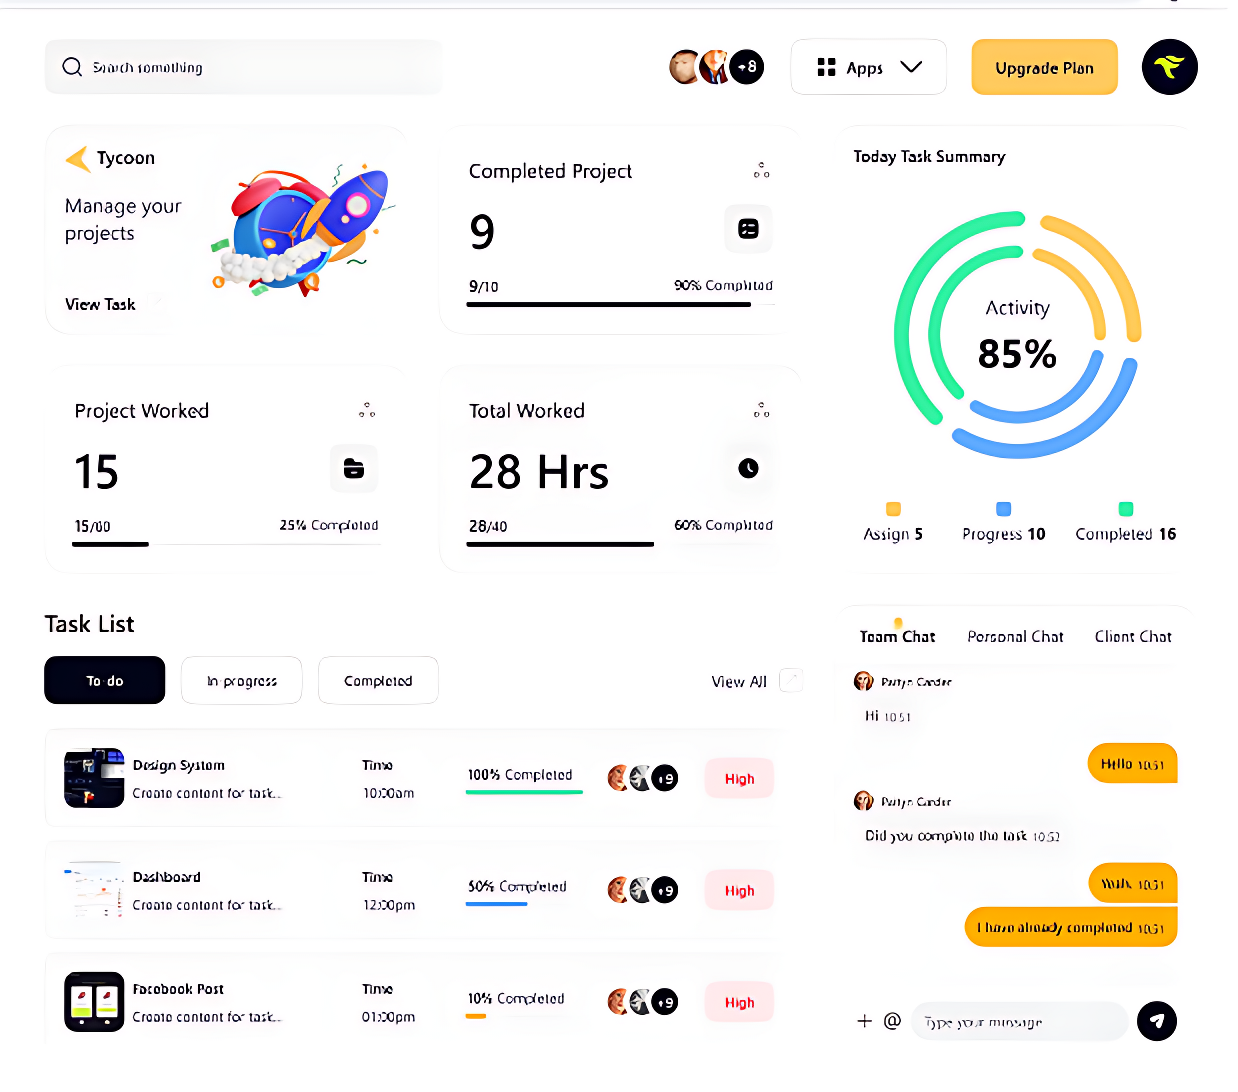 Search something
+8
Apps
Upgrade Plan
Tycoon
Manage your
projects
View Task
Completed Project
9
9/10
90% Completed
Today Task Summary
Activity
85%
Assign 5
Progress 10
Completed 16
Project Worked
15
15/60
25% Completed
Total Worked
28 Hrs
28/40
60% Completed
Task List
To-do
In-progress
Completed
View All
Design System
Create content for task...
Time
10:00am
100% Completed
+9
High
Dashboard
Create content for task...
Time
12:00pm
50% Completed
+9
High
Facebook Post
Create content for task...
Time
01:00pm
10% Completed
+9
High
Team Chat
Personal Chat
Client Chat
Hi 10:51
Hello 10:51
Did you complete the task 10:52
10:51
I have already completed 10:51
@
Type your message